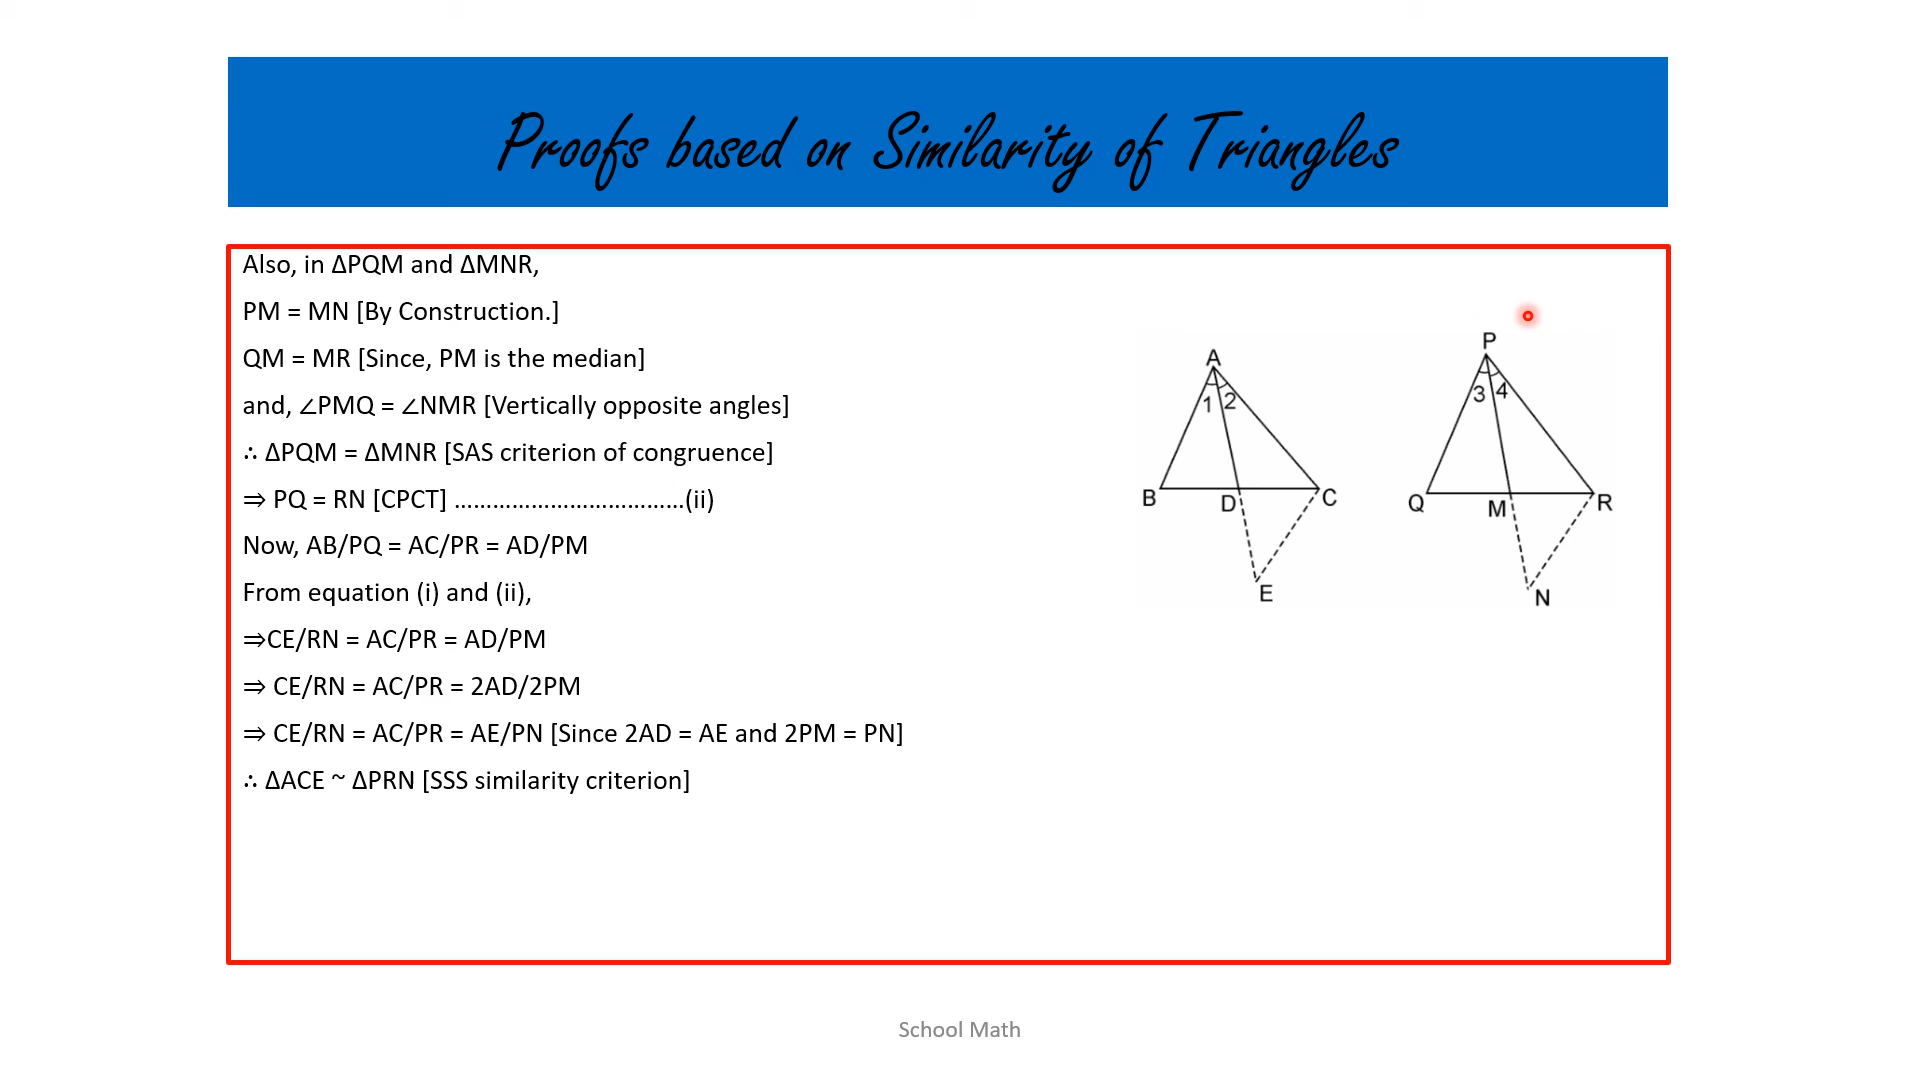 Proofs based on Similarity of Triangles
Also, in ΔPQM and ΔMNR,
PM = MN [By Construction.]
QM = MR [Since, PM is the median]
and, ∠PMQ = ∠NMR [Vertically opposite angles]
∴ ΔPQM = ΔMNR [SAS criterion of congruence]
⇒ PQ = RN [CPCT] ………………………………(ii)
Now, AB/PQ = AC/PR = AD/PM
From equation (i) and (ii),
⇒CE/RN = AC/PR = AD/PM
⇒ CE/RN = AC/PR = 2AD/2PM
⇒ CE/RN = AC/PR = AE/PN [Since 2AD = AE and 2PM = PN]
∴ ΔACE ~ ΔPRN [SSS similarity criterion]
A
1 2
B D C
E
P
3 4
Q M R
N
School Math